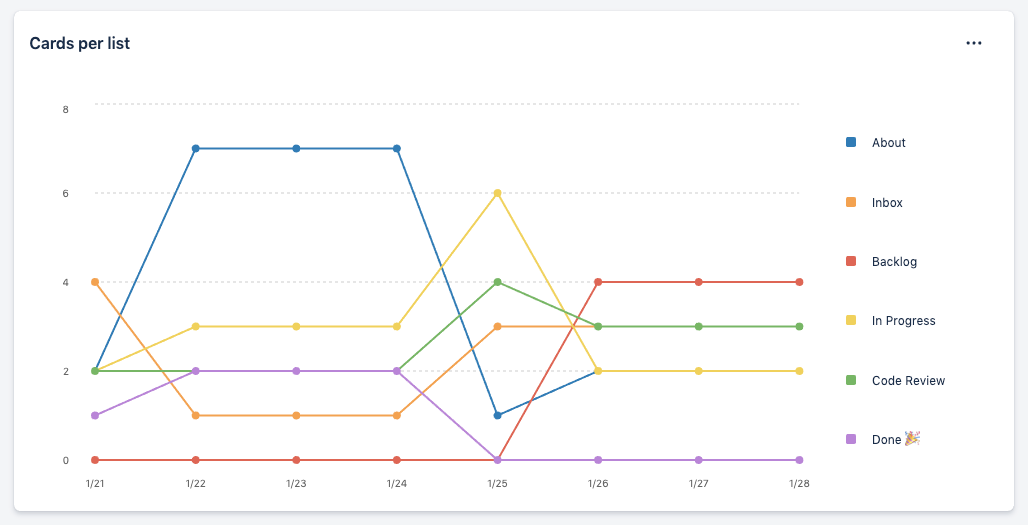 Cards per list
8
6
4
2
0
1/21 1/22 1/23 1/24 1/25 1/26 1/27 1/28
About
Inbox
Backlog
In Progress
Code Review
Done 🎉